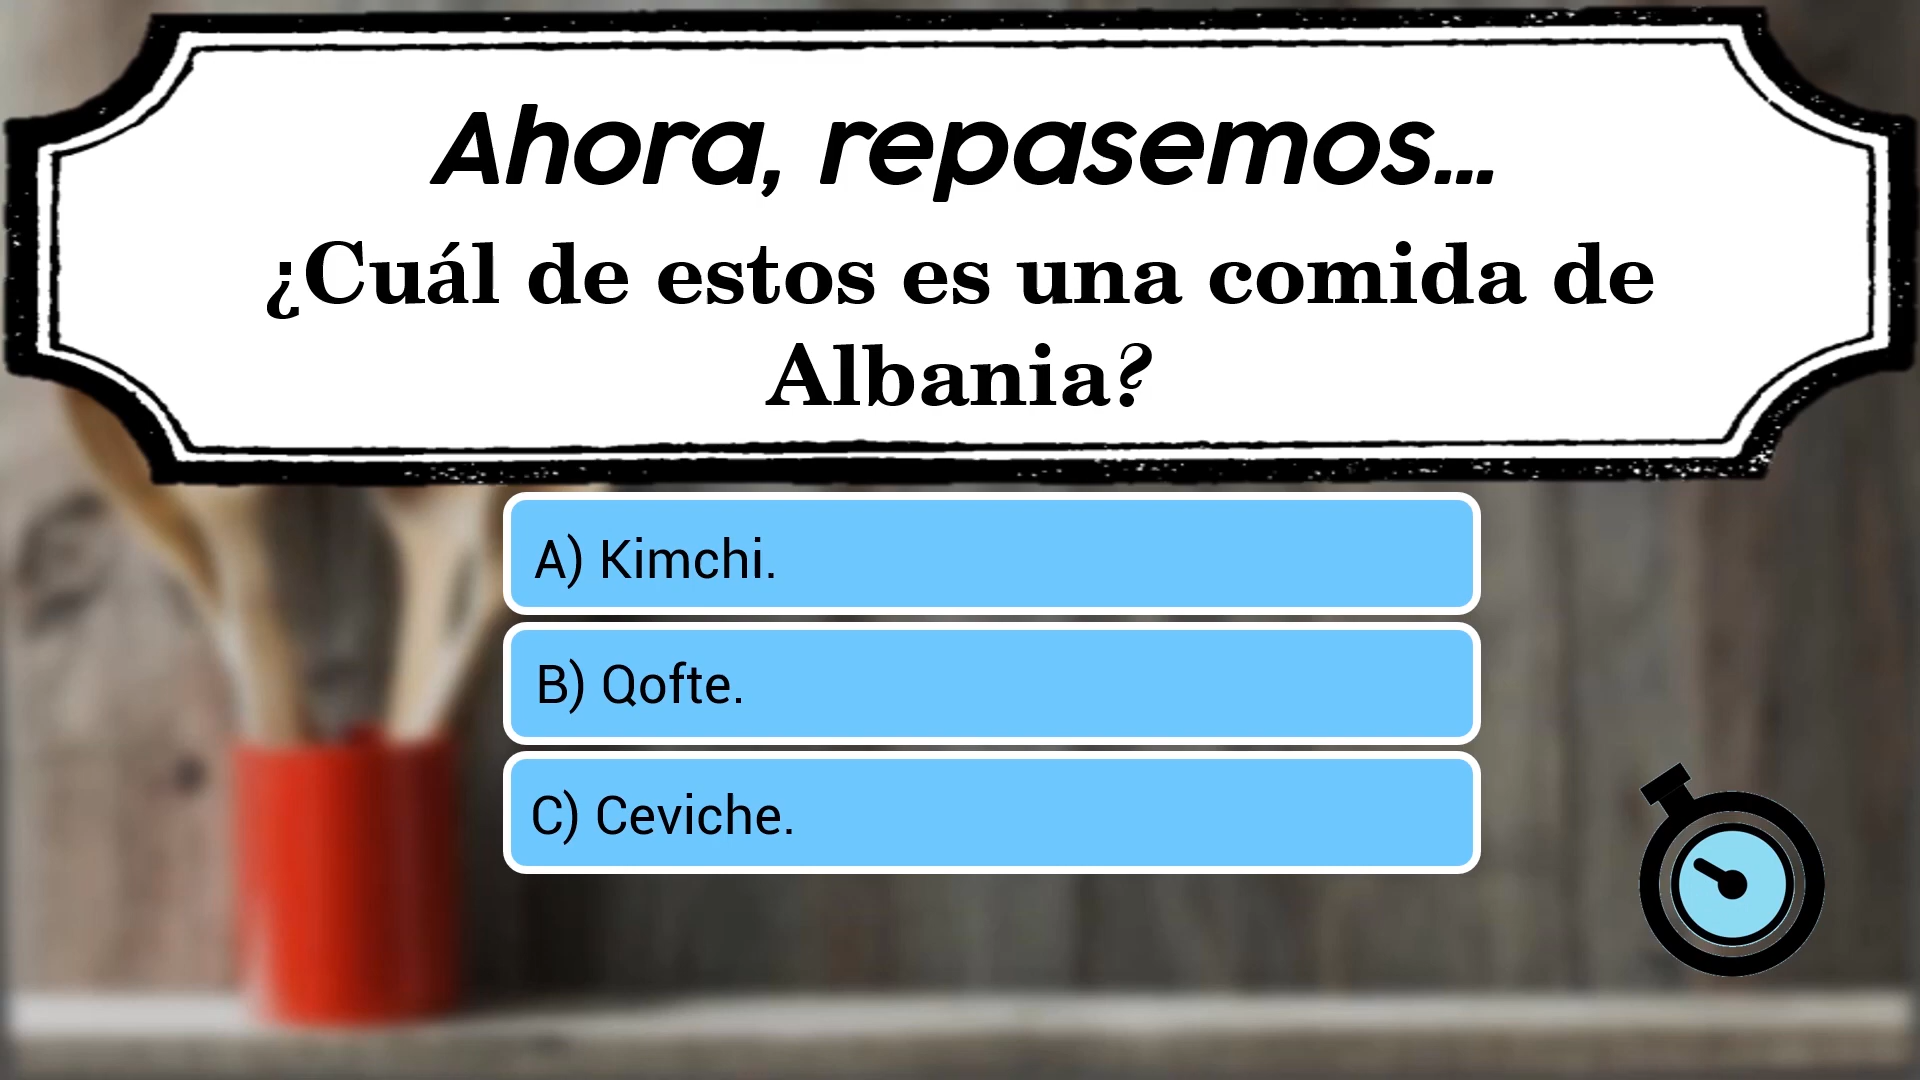 Ahora, repasemos...
¿Cuál de estos es una comida de
Albania?
A) Kimchi.
B) Qofte.
C) Ceviche.